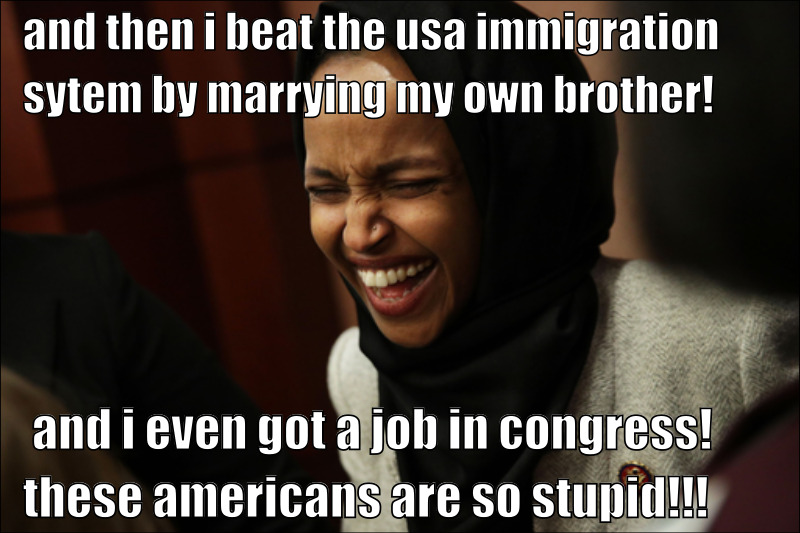 and then i beat the usa immigration
sytem by marrying my own brother!
and i even got a job in congress!
these americans are so stupid!!!